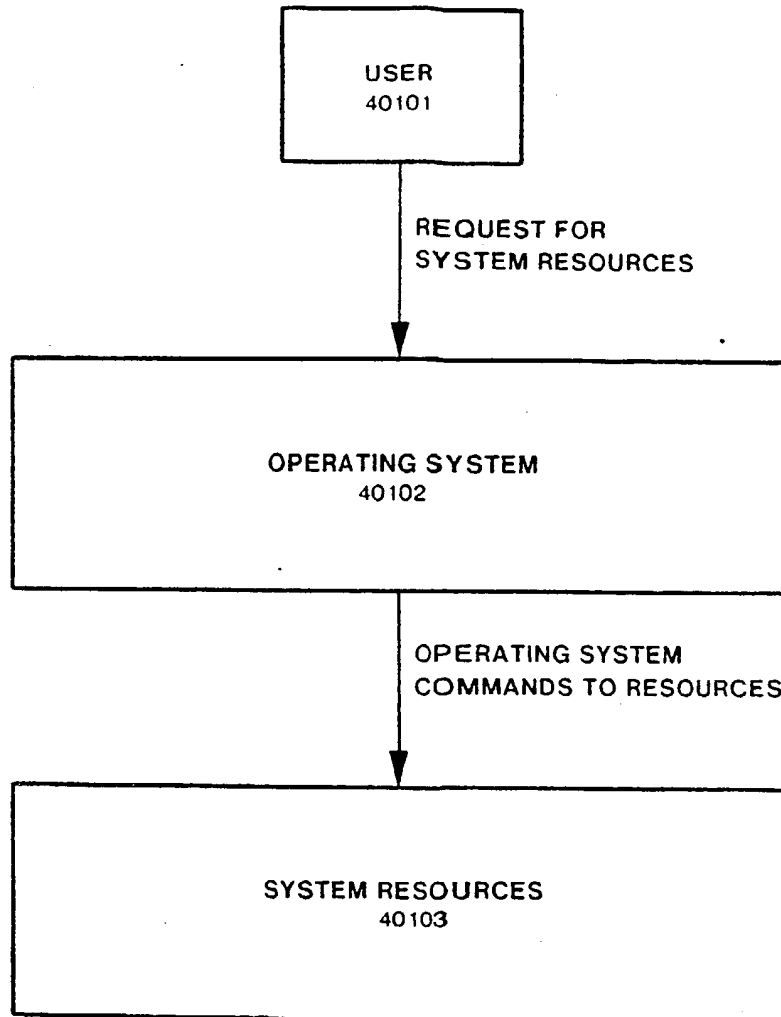 USER
40101
REQUEST FOR
SYSTEM RESOURCES
OPERATING SYSTEM
40102
OPERATING SYSTEM
COMMANDS TO RESOURCES
SYSTEM RESOURCES
40103